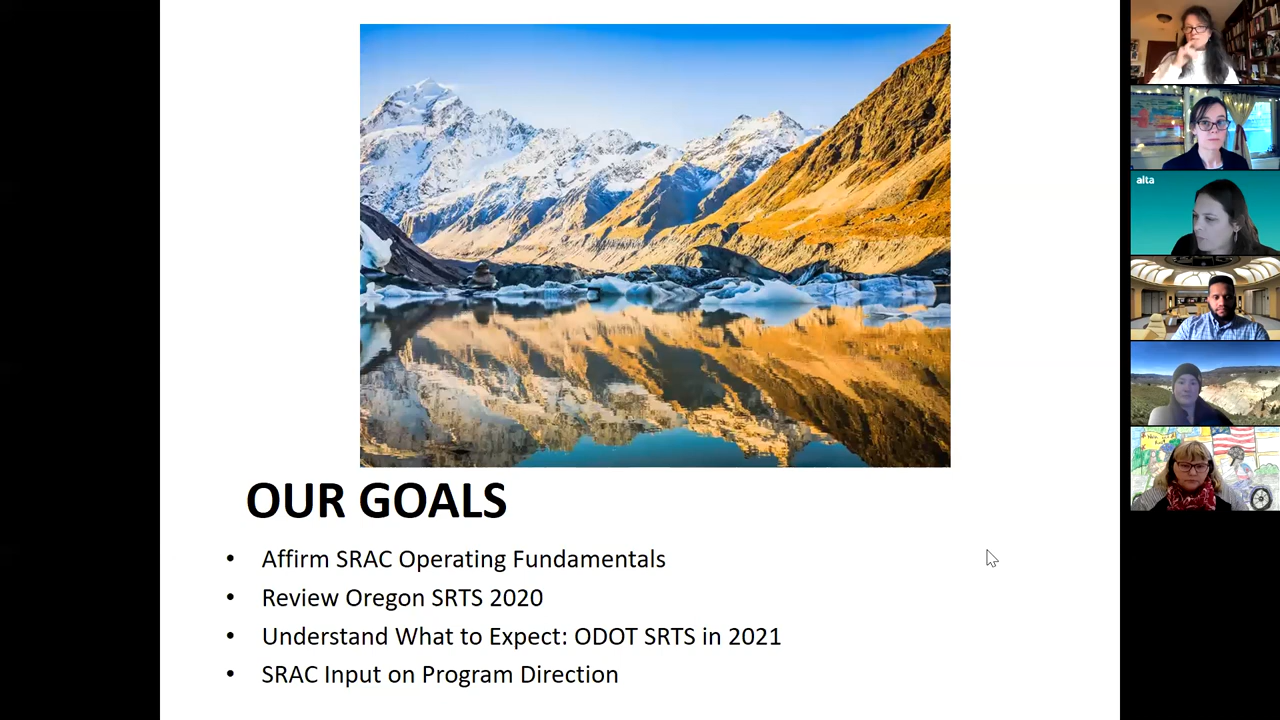 alta
OUR GOALS
• Affirm SRAC Operating Fundamentals
• Review Oregon SRTS 2020
• Understand What to Expect: ODOT SRTS in 2021
• SRAC Input on Program Direction